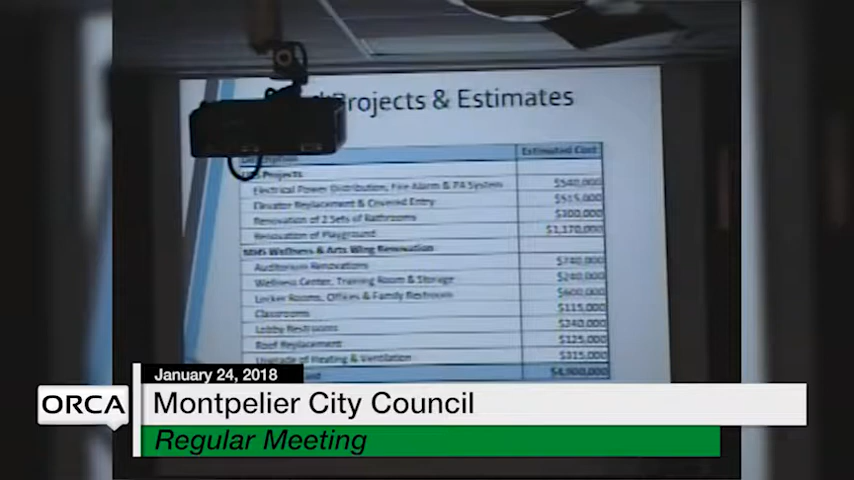 Projects & Estimates
Estimated Cost
Projects
Electrical Power Distribution, Fire Alarm & PA System $540,000
Elevator Replacement & Covered Entry $515,000
Renovation of 2 Sets of Bathrooms $300,000
Renovation of Playground $1,170,000
MHS Wellness & Arts Wing Renovation
Auditorium Renovations $740,000
Wellness Center, Training Room & Storage $240,000
Locker Rooms, Offices & Family Restroom $600,000
Classrooms $115,000
Lobby Restrooms $240,000
Roof Replacement $125,000
Upgrade of Heating & Ventilation $315,000
$4,900,000
January 24, 2018
ORCA
Montpelier City Council
Regular Meeting